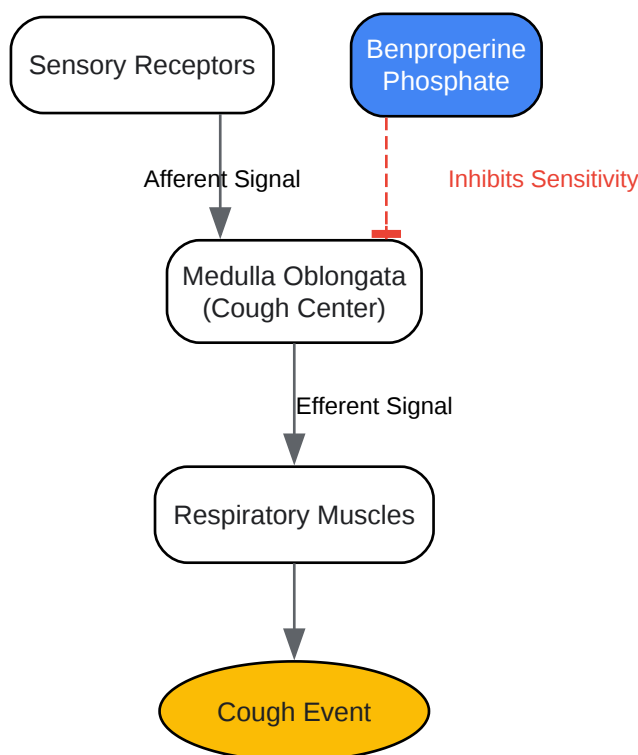 Sensory Receptors
Benproperine
Phosphate
Afferent Signal
Inhibits Sensitivity
Medulla Oblongata
(Cough Center)
Efferent Signal
Respiratory Muscles
Cough Event